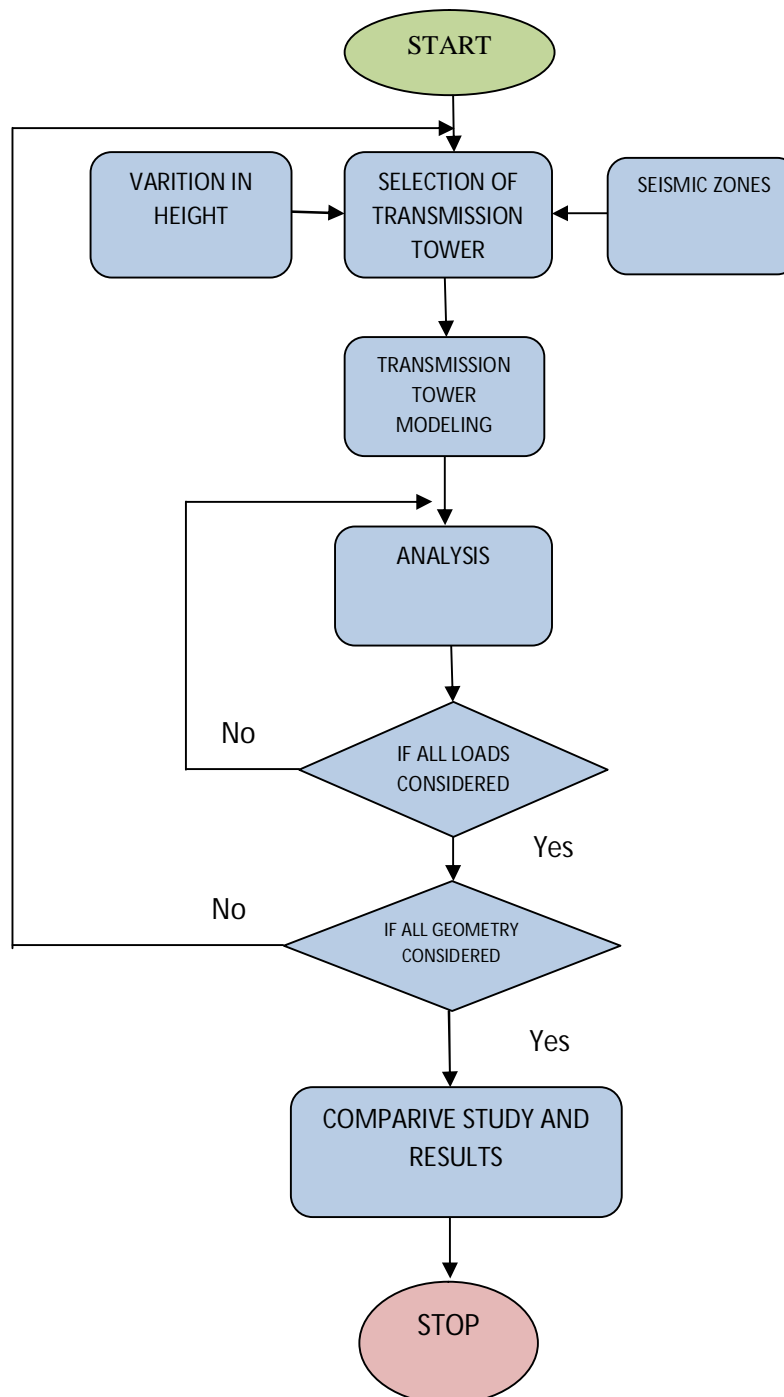 START
VARITION IN
HEIGHT
SELECTION OF
TRANSMISSION
TOWER
SEISMIC ZONES
TRANSMISSION
TOWER
MODELING
ANALYSIS
No
IF ALL LOADS
CONSIDERED
Yes
No
IF ALL GEOMETRY
CONSIDERED
Yes
COMPARIVE STUDY AND
RESULTS
STOP